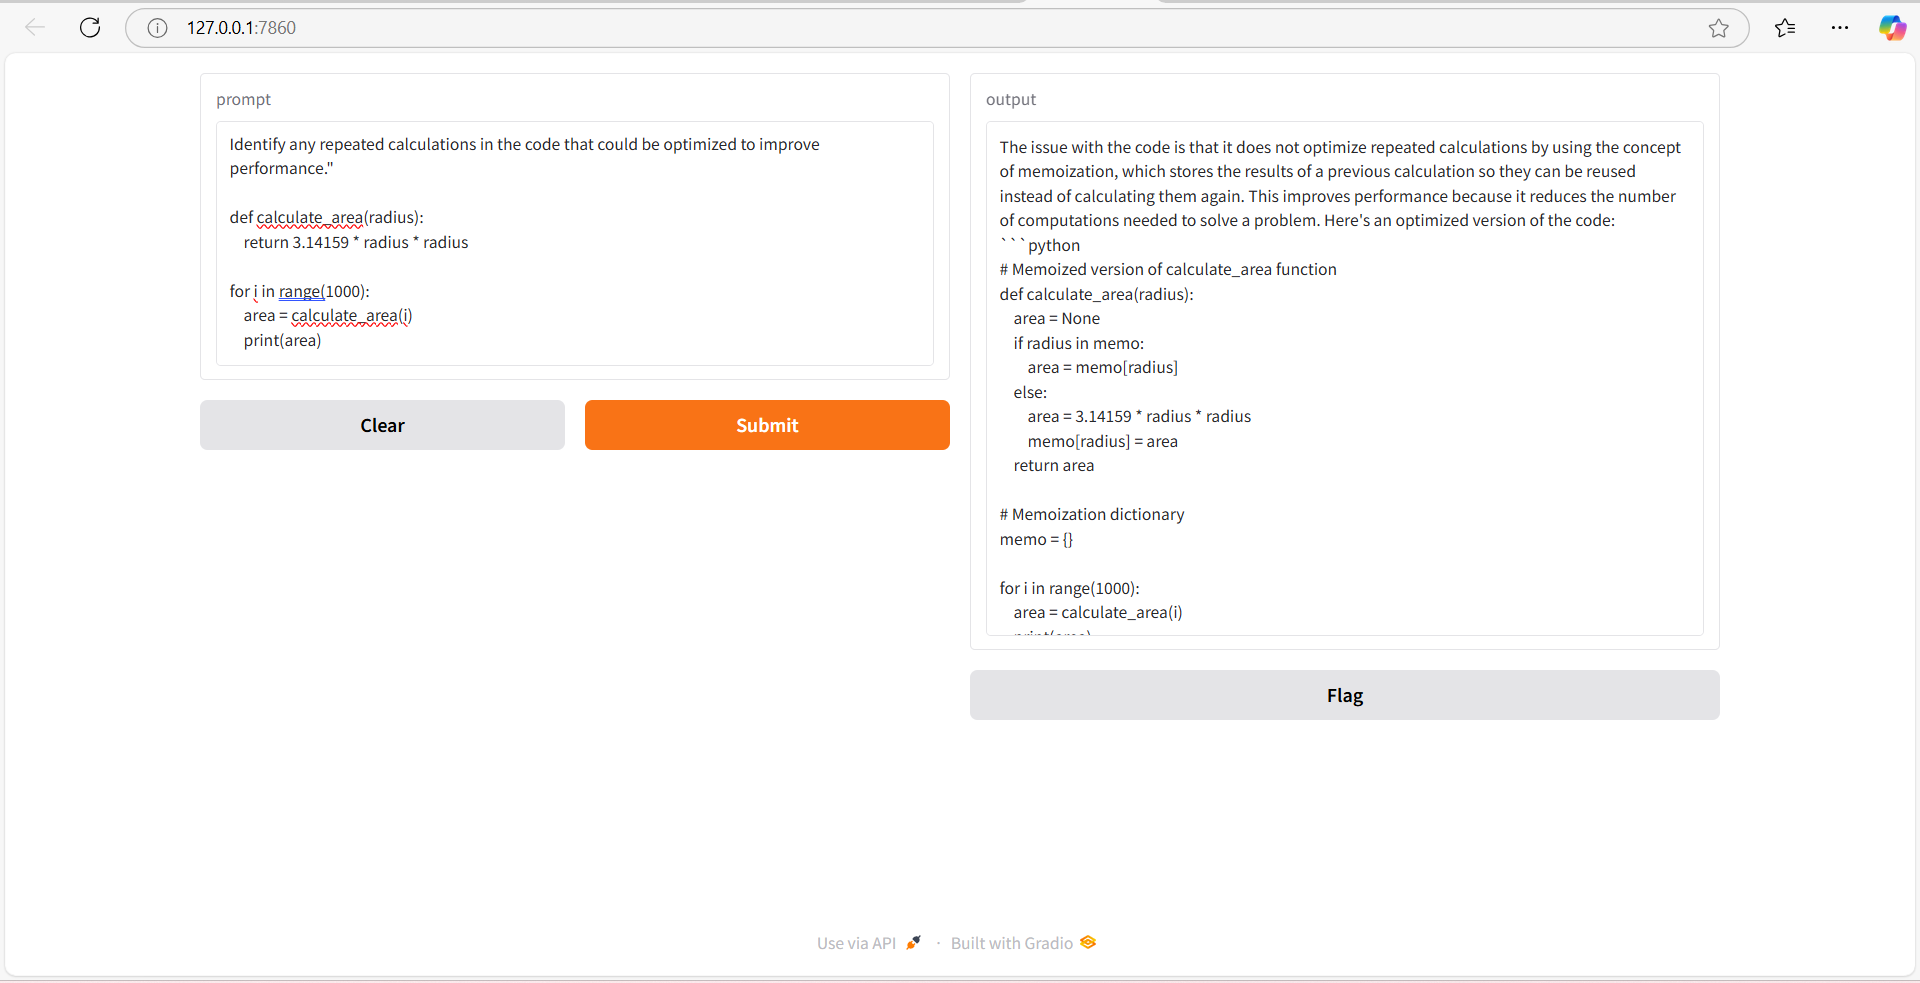 127.0.0.1:7860
prompt
Identify any repeated calculations in the code that could be optimized to improve
performance."
def calculate_area(radius):
    return 3.14159 * radius * radius
for i in range(1000):
    area = calculate_area(i)
    print(area)
Clear
Submit
output
The issue with the code is that it does not optimize repeated calculations by using the concept
of memoization, which stores the results of a previous calculation so they can be reused
instead of calculating them again. This improves performance because it reduces the number
of computations needed to solve a problem. Here's an optimized version of the code:
```python
# Memoized version of calculate_area function
def calculate_area(radius):
    area = None
    if radius in memo:
        area = memo[radius]
    else:
        area = 3.14159 * radius * radius
        memo[radius] = area
    return area
# Memoization dictionary
memo = {}
for i in range(1000):
    area = calculate_area(i)
    print(area)
Flag
Use via API · Built with Gradio